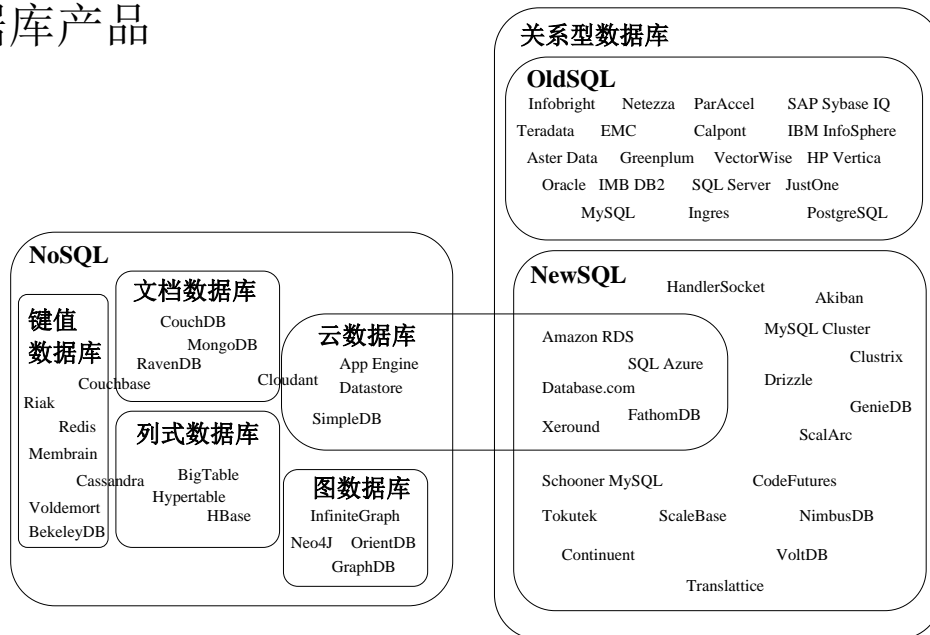 据库产品
关系型数据库
OldSQL
Infobright Netezza ParAccel SAP Sybase IQ
Teradata EMC Calpont IBM InfoSphere
Aster Data Greenplum VectorWise HP Vertica
Oracle IMB DB2 SQL Server JustOne
MySQL Ingres PostgreSQL
NoSQL
键值
数据库
Couchbase
Riak
Redis
Membrain
Cassandra
Voldemort
BekeleyDB
文档数据库
CouchDB
MongoDB
RavenDB
Cloudant
列式数据库
BigTable
Hypertable
HBase
云数据库
App Engine
Datastore
SimpleDB
图数据库
InfiniteGraph
Neo4J OrientDB
GraphDB
NewSQL
HandlerSocket
Akiban
Amazon RDS
MySQL Cluster
SQL Azure
Clustrix
Database.com
Drizzle
FathomDB
GenieDB
Xeround
ScalArc
Schooner MySQL CodeFutures
Tokutek ScaleBase NimbusDB
Continuent VoltDB
Translattice